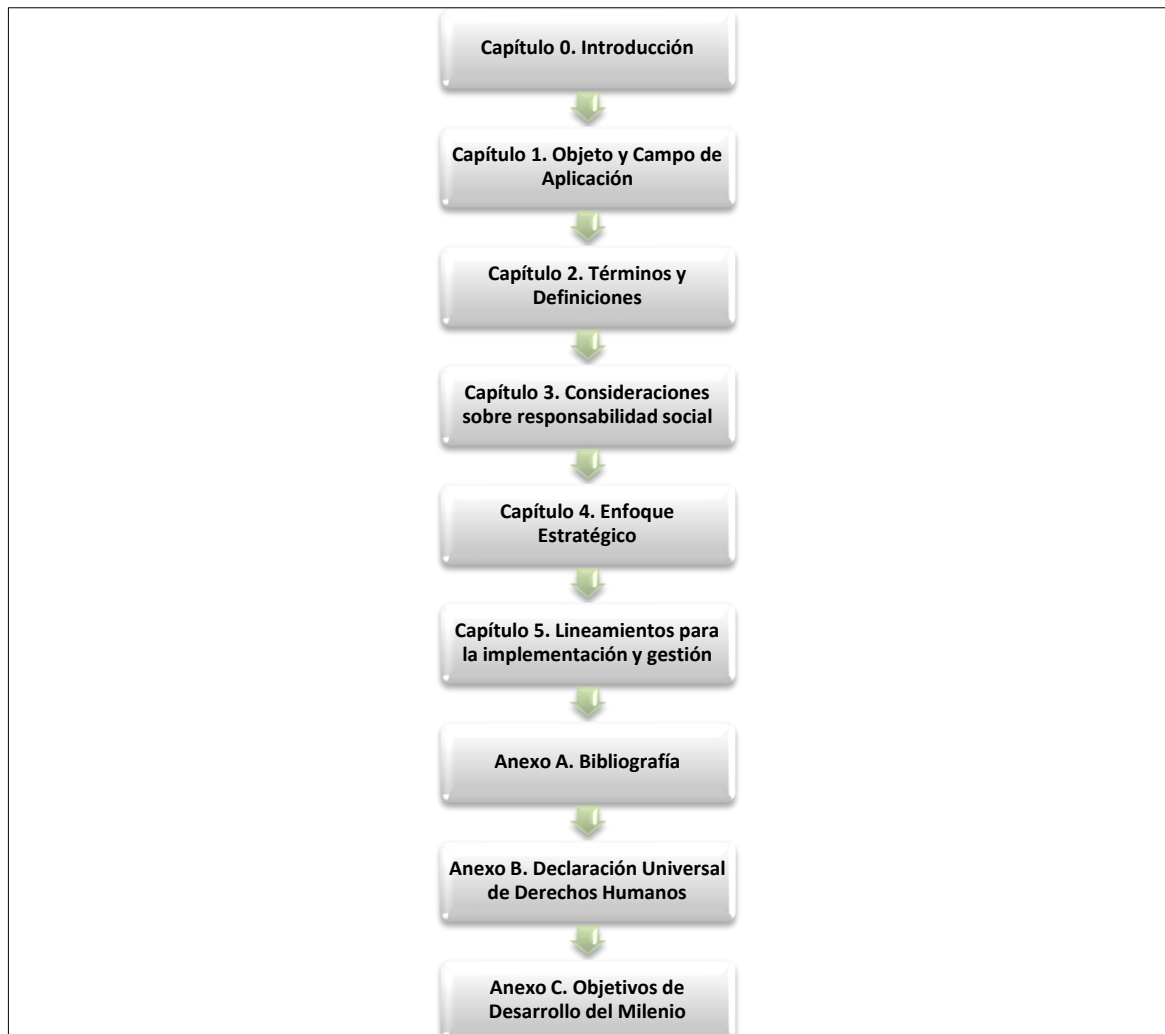 Capítulo 0. Introducción
Capítulo 1. Objeto y Campo de
Aplicación
Capítulo 2. Términos y
Definiciones
Capítulo 3. Consideraciones
sobre responsabilidad social
Capítulo 4. Enfoque
Estratégico
Capítulo 5. Lineamientos para
la implementación y gestión
Anexo A. Bibliografía
Anexo B. Declaración Universal
de Derechos Humanos
Anexo C. Objetivos de
Desarrollo del Milenio